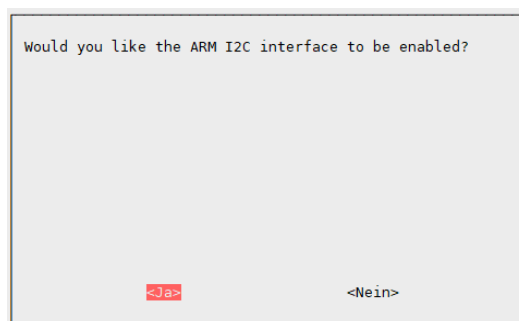 Would you like the ARM I2C interface to be enabled?
<Ja> <Nein>